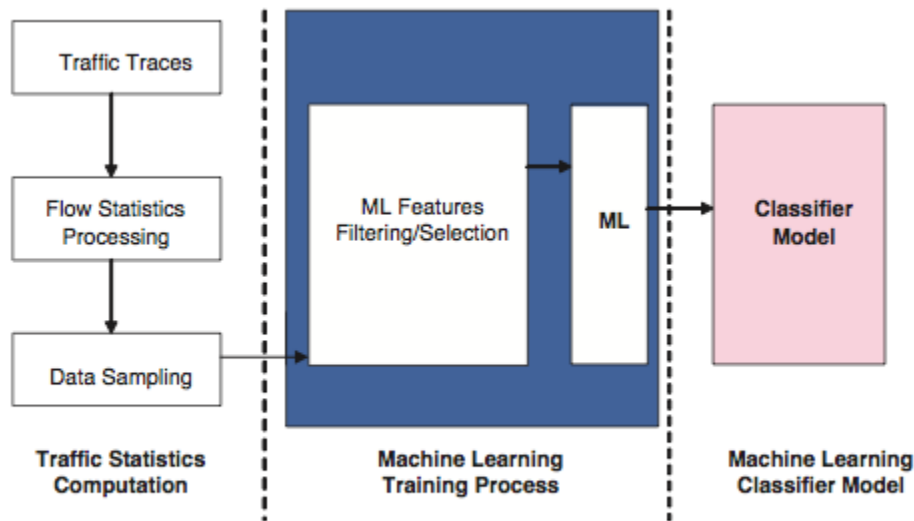 Traffic Traces
Flow Statistics
Processing
Data Sampling
Traffic Statistics
Computation
ML Features
Filtering/Selection
ML
Machine Learning
Training Process
Classifier
Model
Machine Learning
Classifier Model